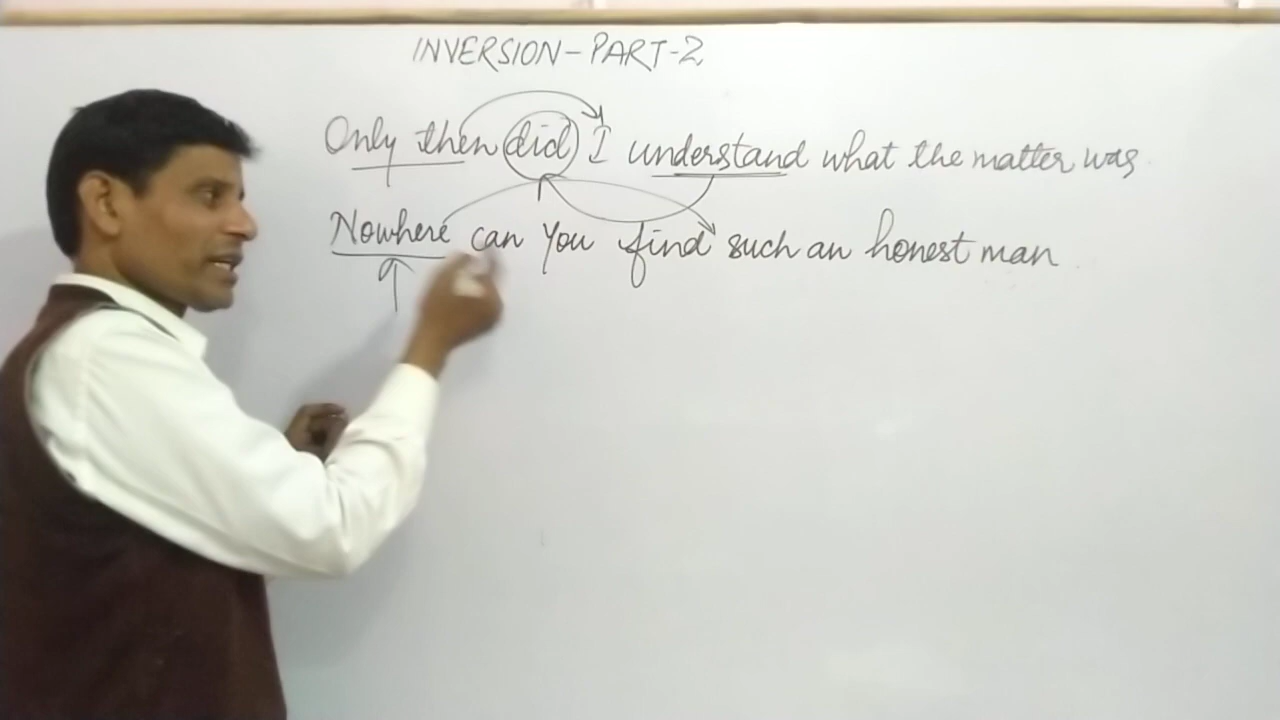 INVERSION-PART-2
Only then did I understand what the matter was
Nowhere can you find such an honest man